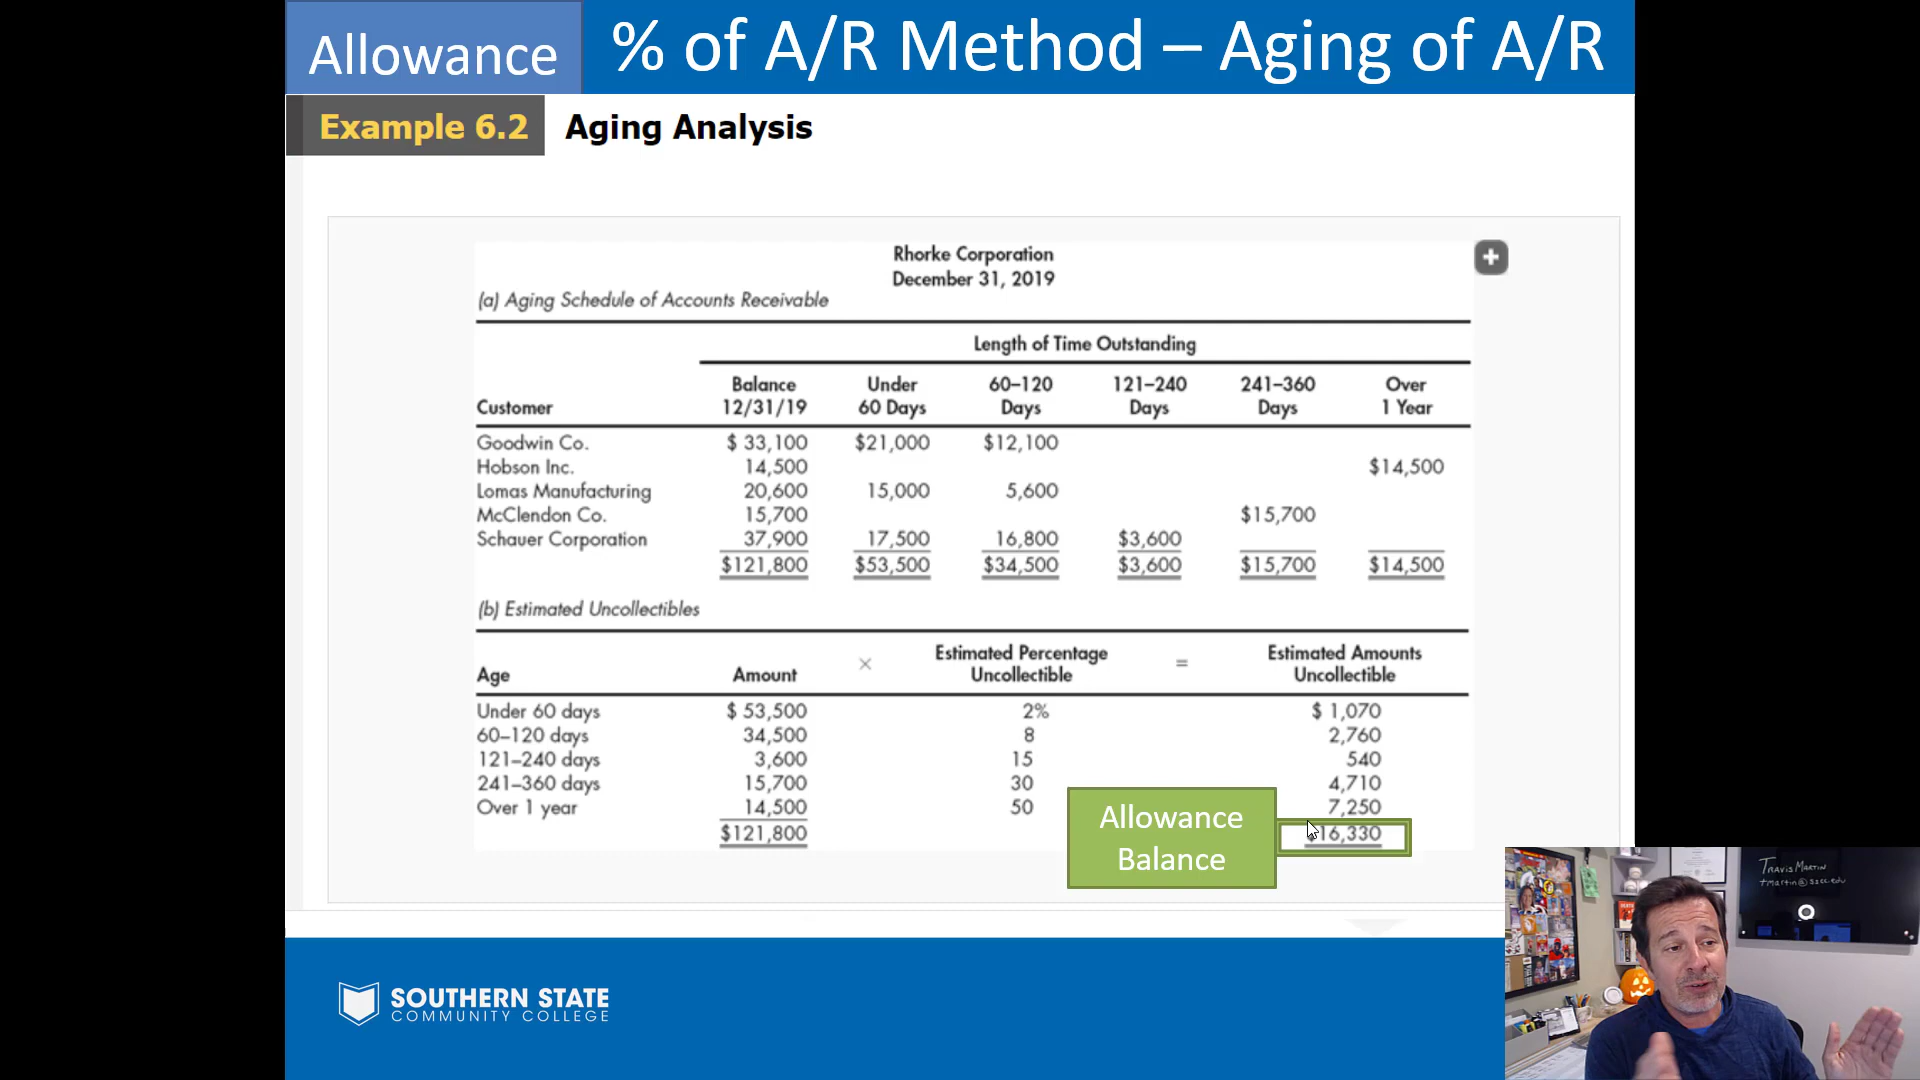 Allowance
% of A/R Method – Aging of A/R
Example 6.2 Aging Analysis
Rhorke Corporation
December 31, 2019
(a) Aging Schedule of Accounts Receivable
Length of Time Outstanding
Balance Under 60–120 121–240 241–360 Over
Customer 12/31/19 60 Days Days Days Days 1 Year
Goodwin Co. $ 33,100 $21,000 $12,100
Hobson Inc. 14,500 $14,500
Lomas Manufacturing 20,600 15,000 5,600
McClendon Co. 15,700 $15,700
Schauer Corporation 37,900 17,500 16,800 $3,600
$121,800 $53,500 $34,500 $3,600 $15,700 $14,500
(b) Estimated Uncollectibles
Estimated Percentage Estimated Amounts
Age Amount × Uncollectible = Uncollectible
Under 60 days $ 53,500 2% $ 1,070
60–120 days 34,500 8 2,760
121–240 days 3,600 15 540
241–360 days 15,700 30 4,710
Over 1 year 14,500 50 7,250
$121,800 $16,330
Allowance
Balance
SOUTHERN STATE
COMMUNITY COLLEGE
Travis Martin
tmartin@sscc.edu